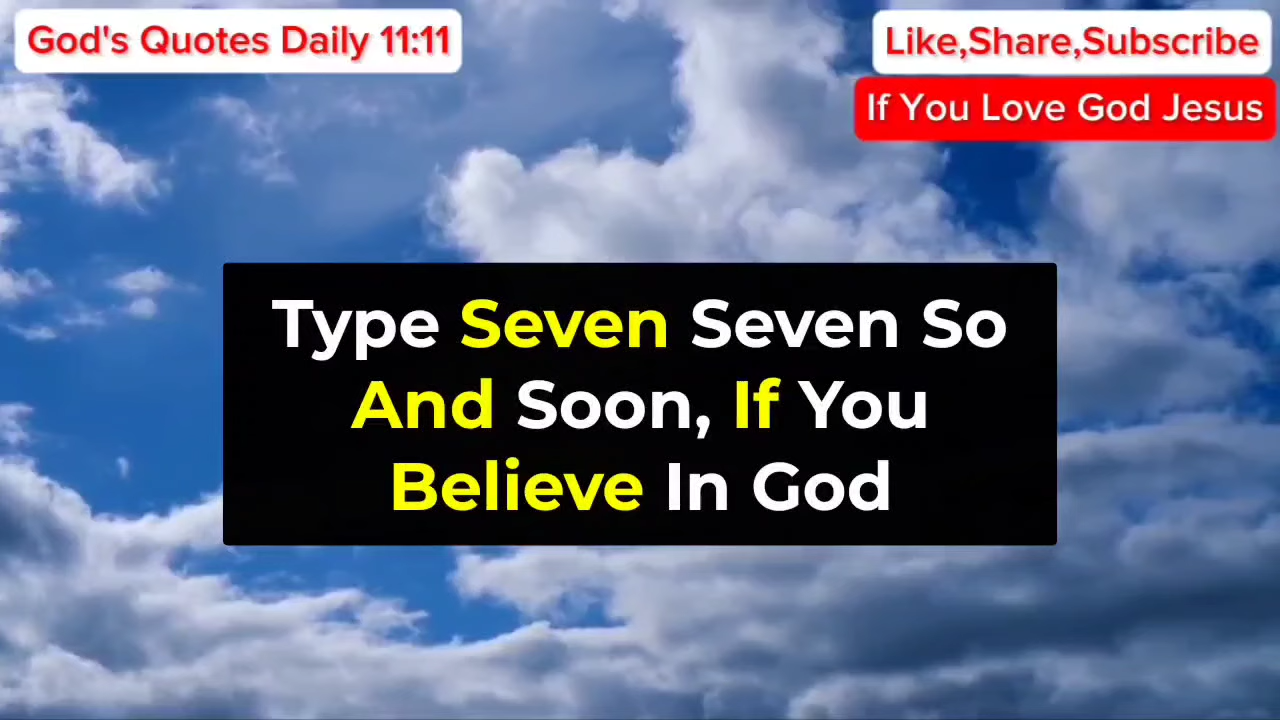 God's Quotes Daily 11:11
Like,Share,Subscribe
If You Love God Jesus
Type Seven Seven So
And Soon, If You
Believe In God